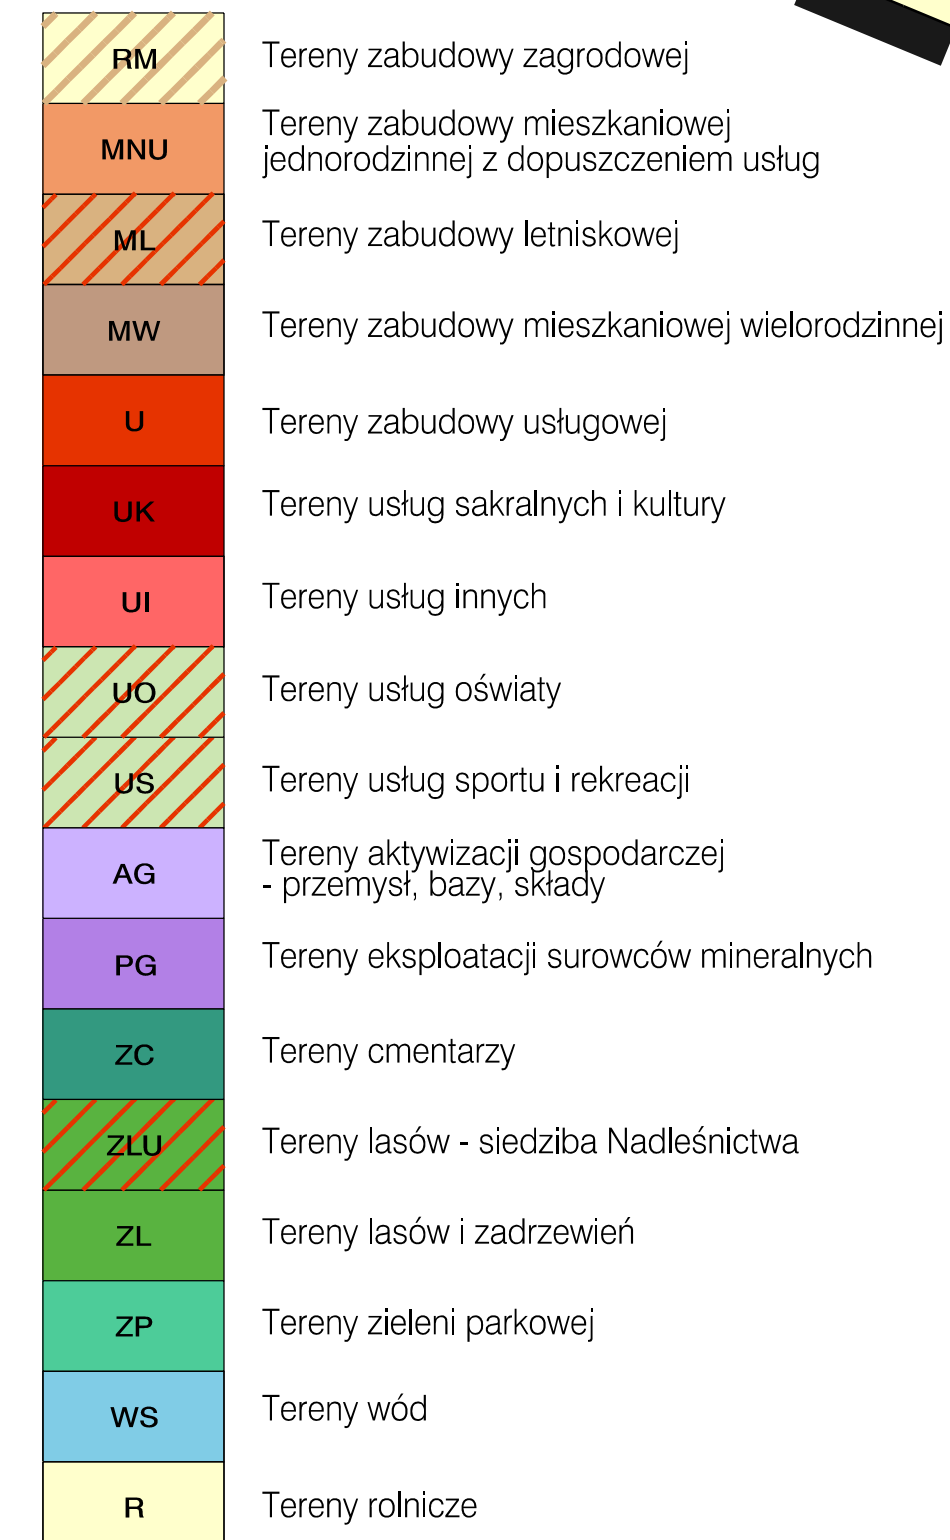 RM Tereny zabudowy zagrodowej
MNU Tereny zabudowy mieszkaniowej
jednorodzinnej z dopuszczeniem usług
ML Tereny zabudowy letniskowej
MW Tereny zabudowy mieszkaniowej wielorodzinnej
U Tereny zabudowy usługowej
UK Tereny usług sakralnych i kultury
UI Tereny usług innych
UO Tereny usług oświaty
US Tereny usług sportu i rekreacji
AG Tereny aktywizacji gospodarczej
- przemysł, bazy, składy
PG Tereny eksploatacji surowców mineralnych
ZC Tereny cmentarzy
ZLU Tereny lasów - siedziba Nadleśnictwa
ZL Tereny lasów i zadrzewień
ZP Tereny zieleni parkowej
WS Tereny wód
R Tereny rolnicze